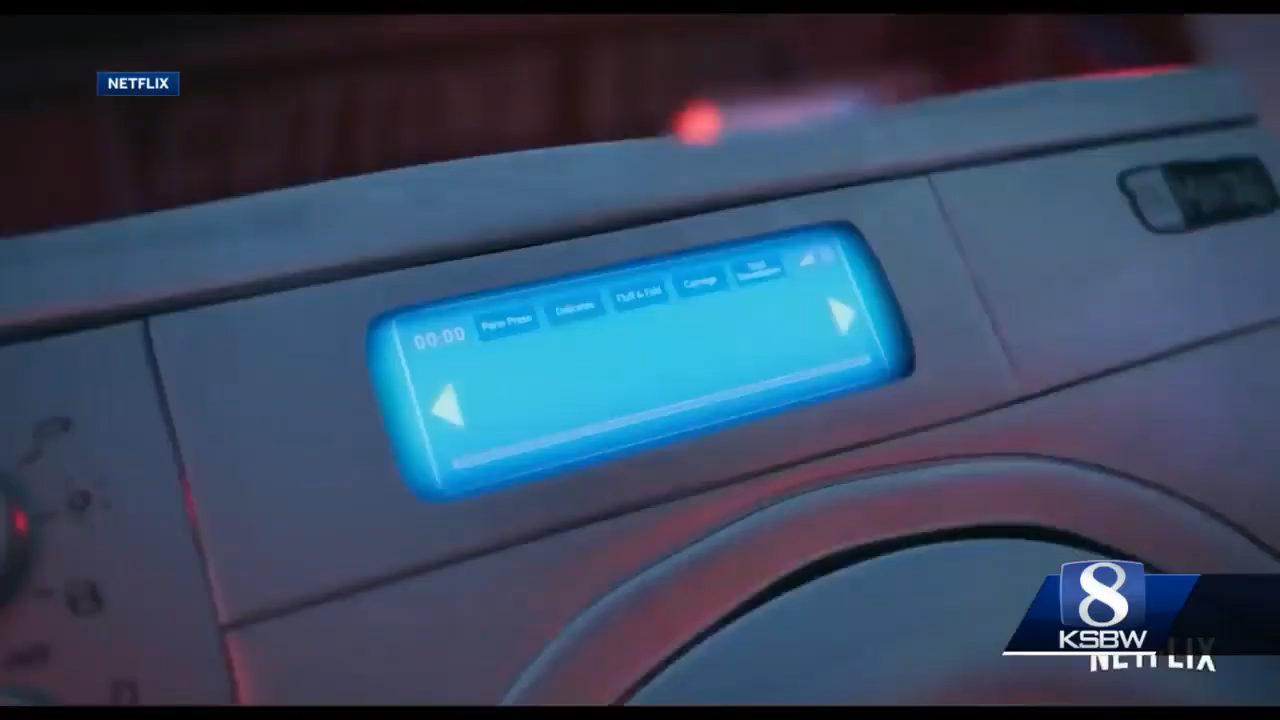 NETFLIX
00:00
Perm Press
Delicates
Fluff & Fold
Carnage
8
KSBW
NETFLIX